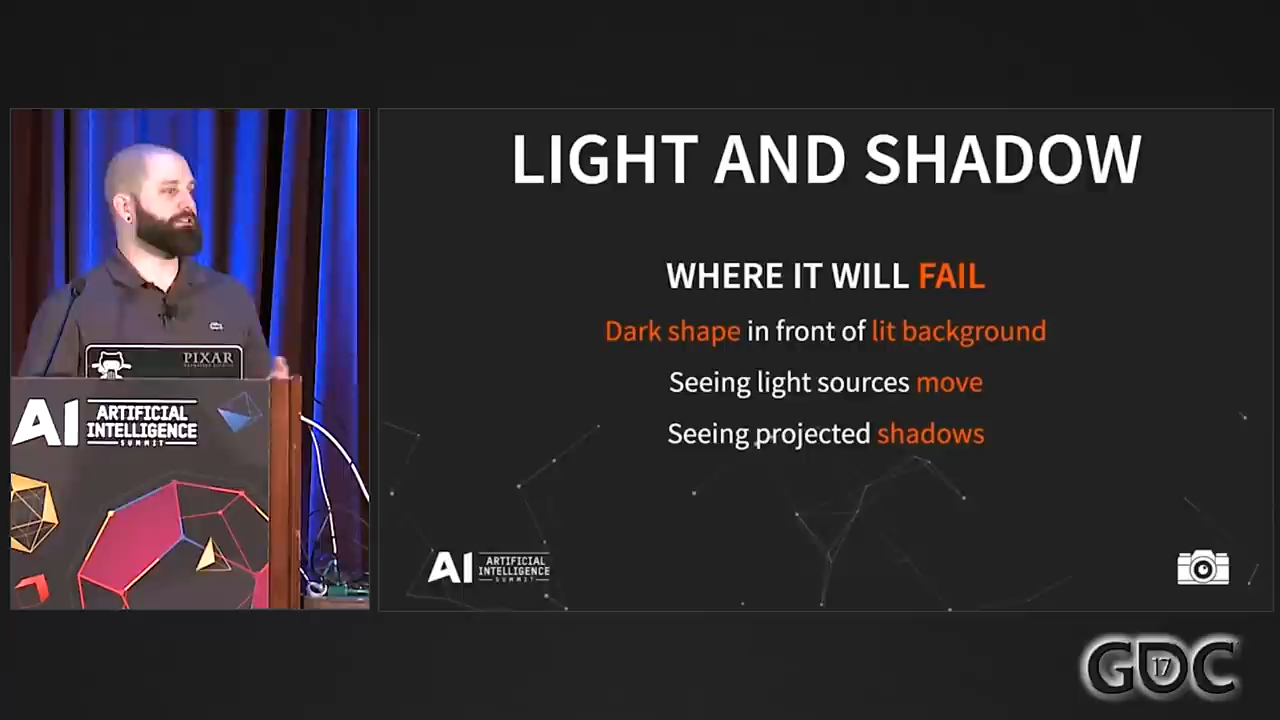 LIGHT AND SHADOW
WHERE IT WILL FAIL
Dark shape in front of lit background
Seeing light sources move
Seeing projected shadows
PIXAR
AI ARTIFICIAL
INTELLIGENCE
SUMMIT
AI ARTIFICIAL
INTELLIGENCE
SUMMIT
GDC
17